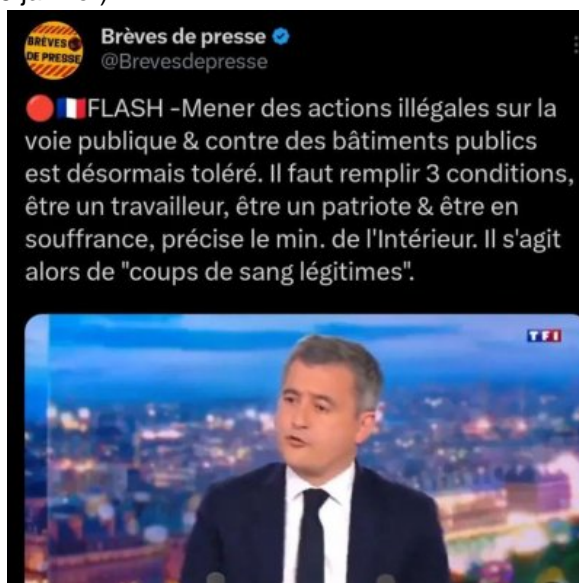 BRÈVES
DE PRESSE
Brèves de presse
@Brevesdepresse
FLASH -Mener des actions illégales sur la
voie publique & contre des bâtiments publics
est désormais toléré. Il faut remplir 3 conditions,
être un travailleur, être un patriote & être en
souffrance, précise le min. de l'Intérieur. Il s'agit
alors de "coups de sang légitimes".
TF1